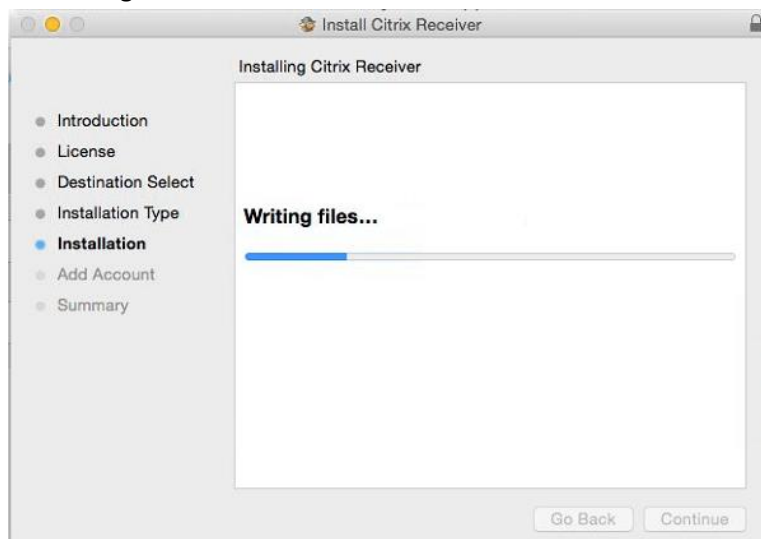 Install Citrix Receiver
Installing Citrix Receiver
Introduction
License
Destination Select
Installation Type
Installation
Add Account
Summary
Writing files...
Go Back
Continue